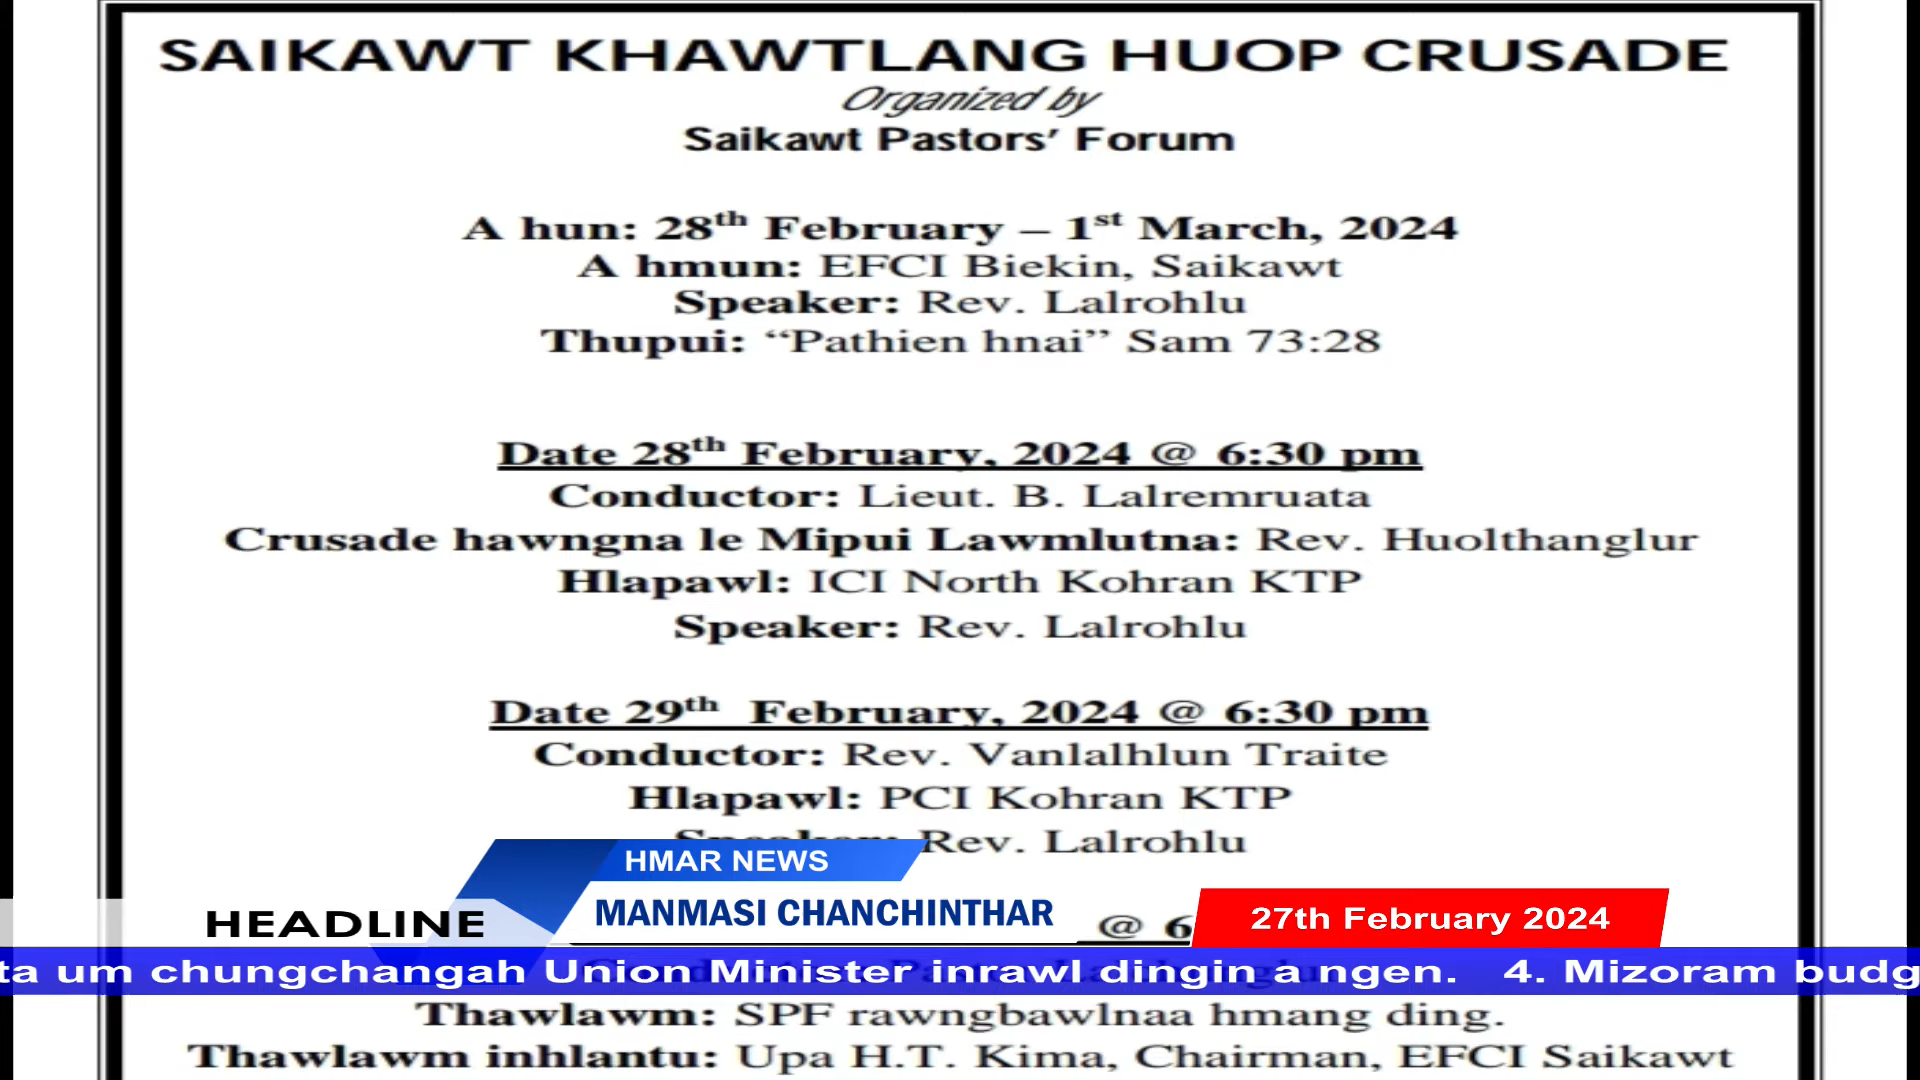 SAIKAWT KHAWTLANG HUOP CRUSADE
Organized by
Saikawt Pastors’ Forum
A hun: 28th February – 1st March, 2024
A hmun: EFCI Biekin, Saikawt
Speaker: Rev. Lalrohlu
Thupui: “Pathien hnai” Sam 73:28
Date 28th February, 2024 @ 6:30 pm
Conductor: Lieut. B. Lalremruata
Crusade hawngna le Mipui Lawmlutna: Rev. Huolthanglur
Hlapawl: ICI North Kohran KTP
Speaker: Rev. Lalrohlu
Date 29th February, 2024 @ 6:30 pm
Conductor: Rev. Vanlalhlun Traite
Hlapawl: PCI Kohran KTP
Speaker: Rev. Lalrohlu
HMAR NEWS
MANMASI CHANCHINTHAR
@ 6
27th February 2024
HEADLINE
ta um chungchangah Union Minister inrawl dingin a ngen. 4. Mizoram budg
Thawlawm: SPF rawngbawlnaa hmang ding.
Thawlawm inhlantu: Upa H.T. Kima, Chairman, EFCI Saikawt